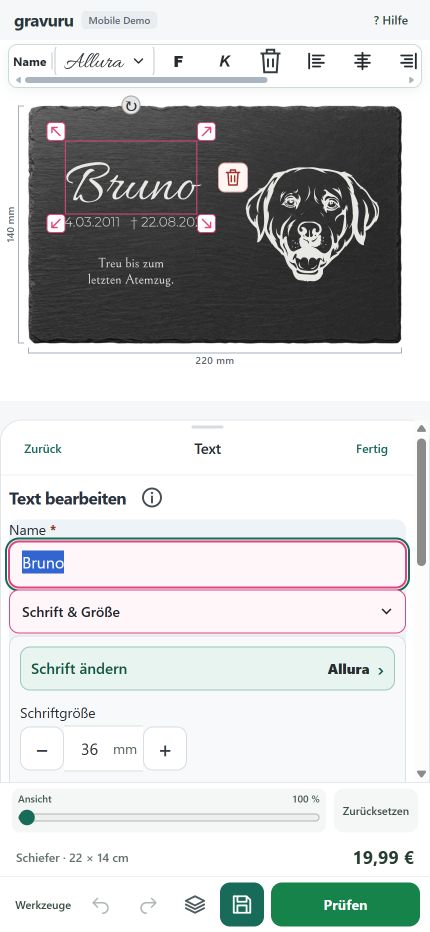 gravuru Mobile Demo ? Hilfe
Name Allura F K
140 mm
Bruno
4.03.2011 † 22.08.20
Treu bis zum
letzten Atemzug.
220 mm
Zurück Text Fertig
Text bearbeiten
Name *
Bruno
Schrift & Größe
Schrift ändern Allura ›
Schriftgröße
− 36 mm +
Ansicht 100 %
Zurücksetzen
Schiefer · 22 × 14 cm 19,99 €
Werkzeuge Prüfen